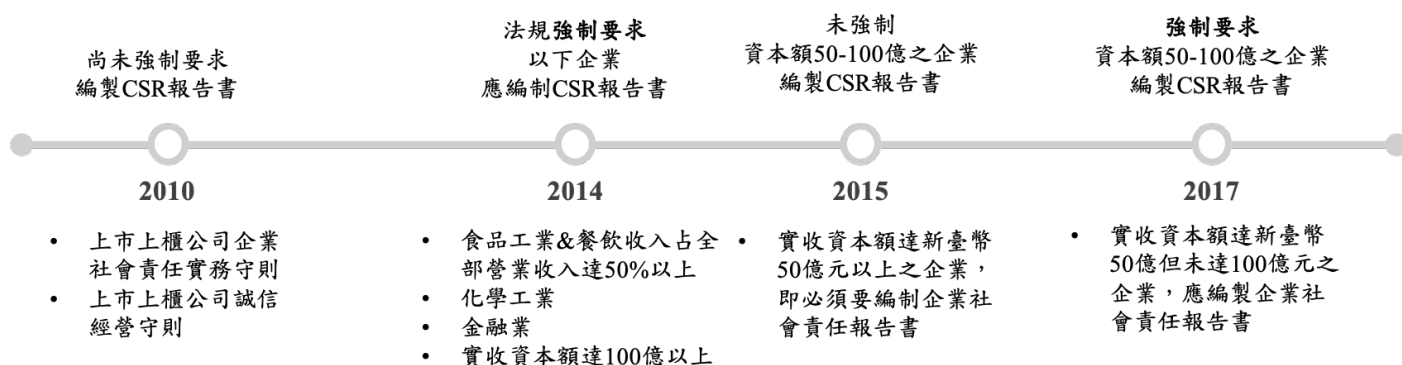 尚未強制要求
編製CSR報告書
法規強制要求
以下企業
應編制CSR報告書
未強制
資本額50-100億之企業
編製CSR報告書
強制要求
資本額50-100億之企業
編製CSR報告書
2010
2014
2015
2017
• 上市上櫃公司企業
社會責任實務守則
• 上市上櫃公司誠信
經營守則
• 食品工業&餐飲收入占全
部營業收入達50%以上
• 化學工業
• 金融業
• 實收資本額達100億以上
• 實收資本額達新臺幣
50億元以上之企業，
即必須要編制企業社
會責任報告書
• 實收資本額達新臺幣
50億但未達100億元之
企業，應編製企業社
會責任報告書